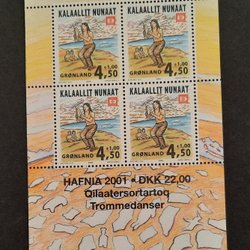 KALAALLIT NUNAAT
+1,00
4,50
GRØNLAND
KALAALLIT NUNAAT
+1,00
4,50
GRØNLAND
KALAALLIT NUNAAT
+1,00
4,50
GRØNLAND
KALAALLIT NUNAAT
+1,00
4,50
GRØNLAND
HAFNIA 2001 • DKK 22,00
Qilaatersortartoq
Trommedanser